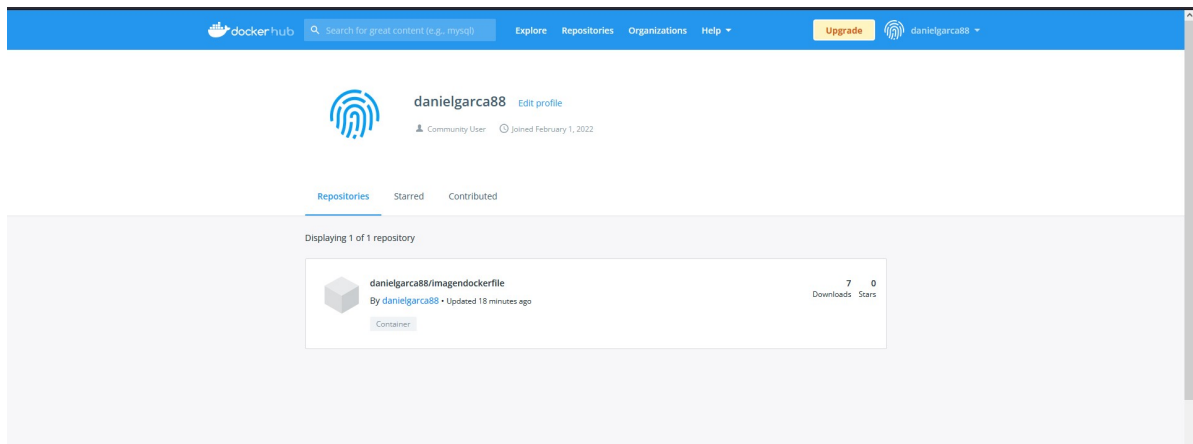 dockerhub Search for great content (e.g., mysql) Explore Repositories Organizations Help Upgrade danielgarca88
danielgarca88 Edit profile
Community User Joined February 1, 2022
Repositories Starred Contributed
Displaying 1 of 1 repository
danielgarca88/imagendockerfile 7 0
By danielgarca88 • Updated 18 minutes ago Downloads Stars
Container